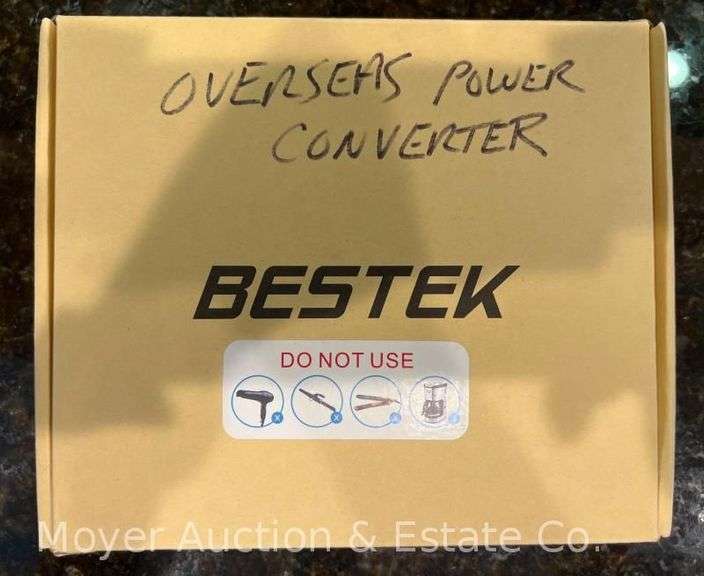 OVERSEAS POWER
CONVERTER
BESTEK
DO NOT USE
Moyer Auction & Estate Co.